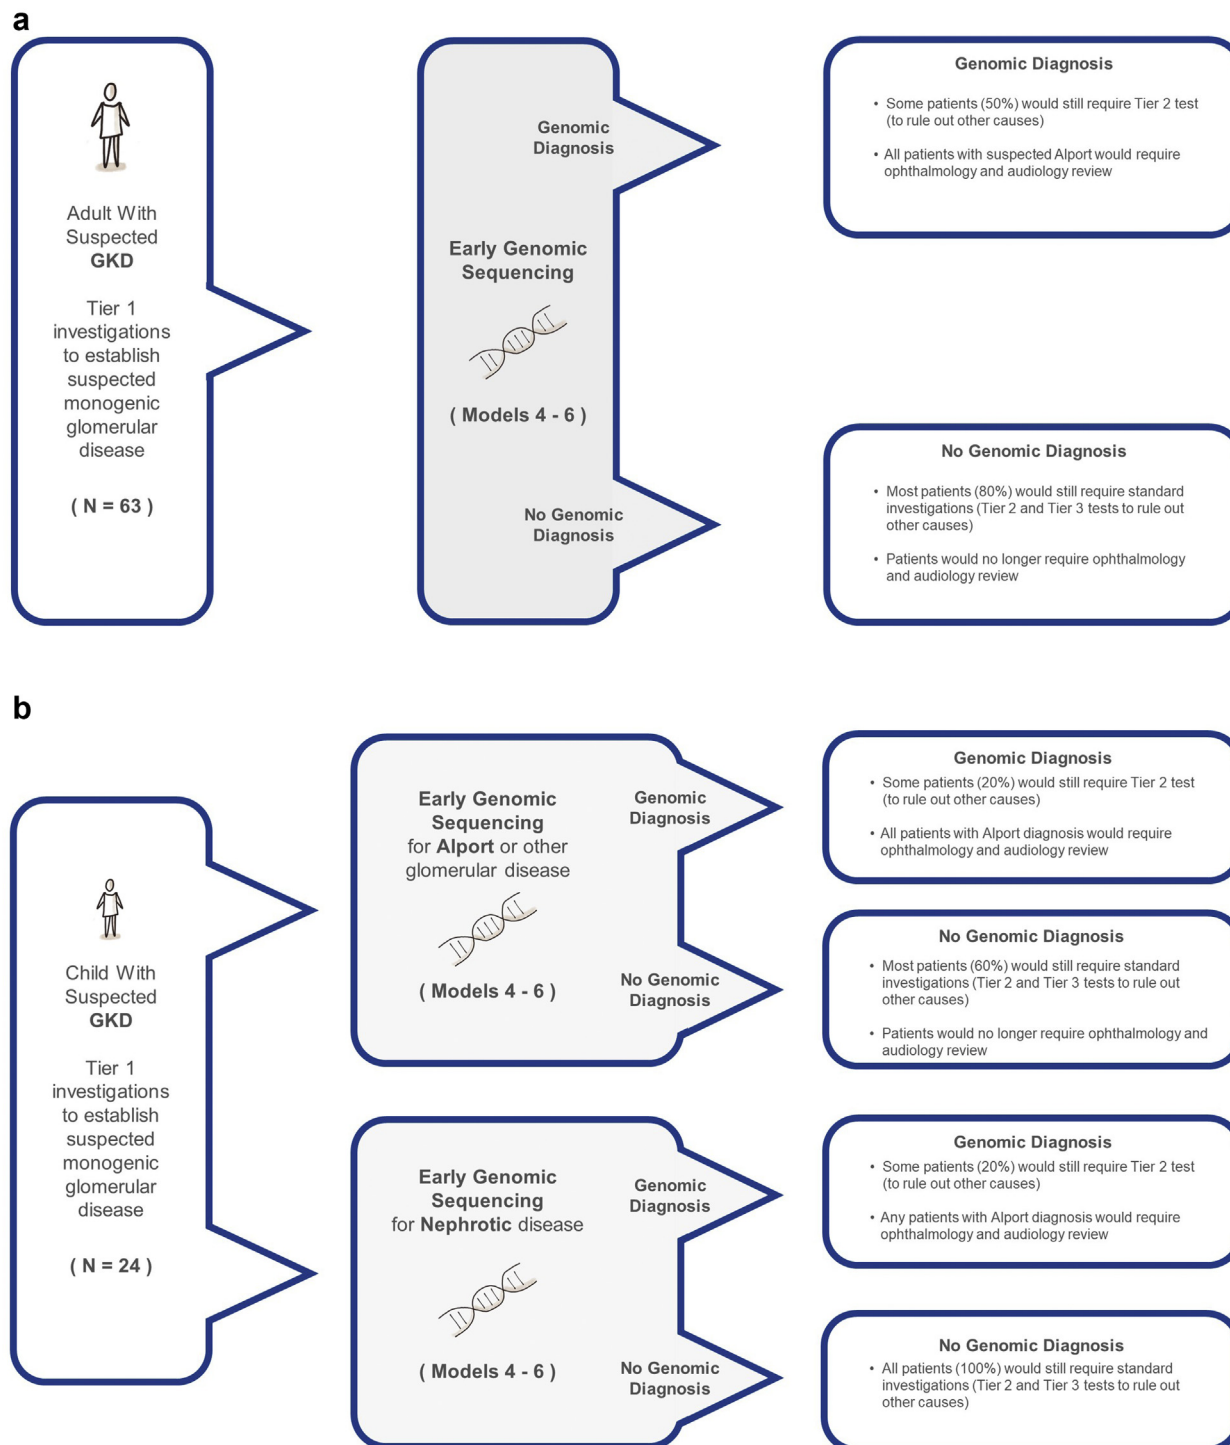 a
Adult With
Suspected
GKD
Tier 1
investigations
to establish
suspected
monogenic
glomerular
disease
( N = 63 )
Early Genomic
Sequencing
( Models 4 - 6 )
Genomic
Diagnosis
No Genomic
Diagnosis
Genomic Diagnosis
• Some patients (50%) would still require Tier 2 test
(to rule out other causes)
• All patients with suspected Alport would require
ophthalmology and audiology review
No Genomic Diagnosis
• Most patients (80%) would still require standard
investigations (Tier 2 and Tier 3 tests to rule out
other causes)
• Patients would no longer require ophthalmology
and audiology review
b
Child With
Suspected
GKD
Tier 1
investigations
to establish
suspected
monogenic
glomerular
disease
( N = 24 )
Early Genomic
Sequencing
for Alport or other
glomerular disease
( Models 4 - 6 )
Genomic
Diagnosis
No Genomic
Diagnosis
Genomic Diagnosis
• Some patients (20%) would still require Tier 2 test
(to rule out other causes)
• All patients with Alport diagnosis would require
ophthalmology and audiology review
No Genomic Diagnosis
• Most patients (60%) would still require standard
investigations (Tier 2 and Tier 3 tests to rule out
other causes)
• Patients would no longer require ophthalmology and
audiology review
Early Genomic
Sequencing
for Nephrotic disease
( Models 4 - 6 )
Genomic
Diagnosis
No Genomic
Diagnosis
Genomic Diagnosis
• Some patients (20%) would still require Tier 2 test
(to rule out other causes)
• Any patients with Alport diagnosis would require
ophthalmology and audiology review
No Genomic Diagnosis
• All patients (100%) would still require standard
investigations (Tier 2 and Tier 3 tests to rule out
other causes)